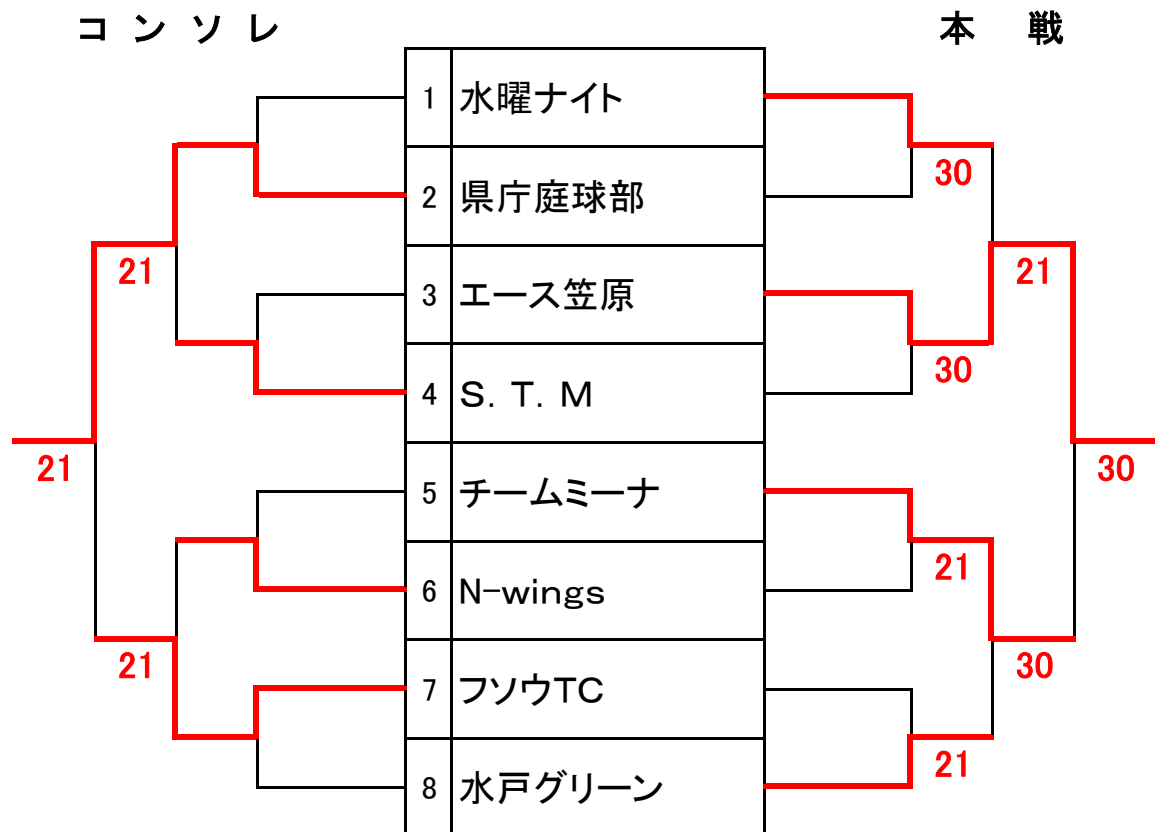 コンソレ 本戦
1 水曜ナイト
30
2 県庁庭球部
21 21
3 エース笠原
30
4 S. T. M
21 30
5 チームミーナ
21
6 N-wings
21 30
7 フソウTC
21
8 水戸グリーン